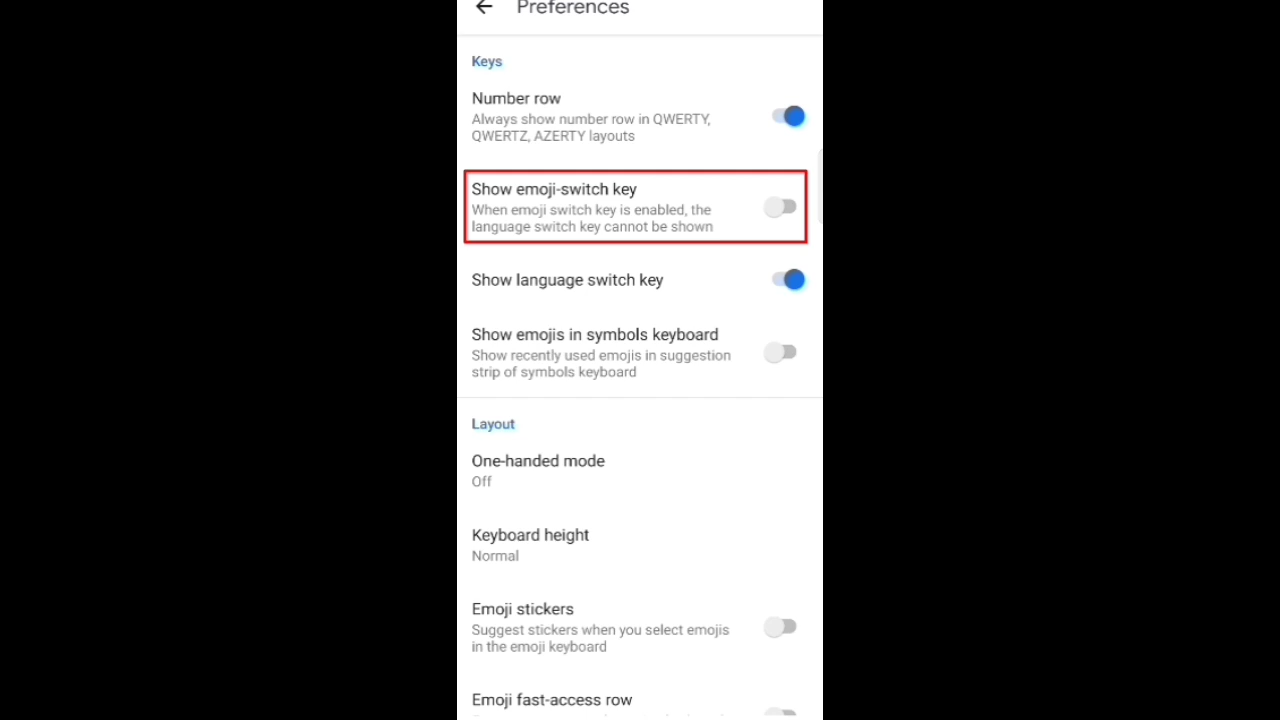 Preferences
Keys
Number row
Always show number row in QWERTY,
QWERTZ, AZERTY layouts
Show emoji-switch key
When emoji switch key is enabled, the
language switch key cannot be shown
Show language switch key
Show emojis in symbols keyboard
Show recently used emojis in suggestion
strip of symbols keyboard
Layout
One-handed mode
Off
Keyboard height
Normal
Emoji stickers
Suggest stickers when you select emojis
in the emoji keyboard
Emoji fast-access row